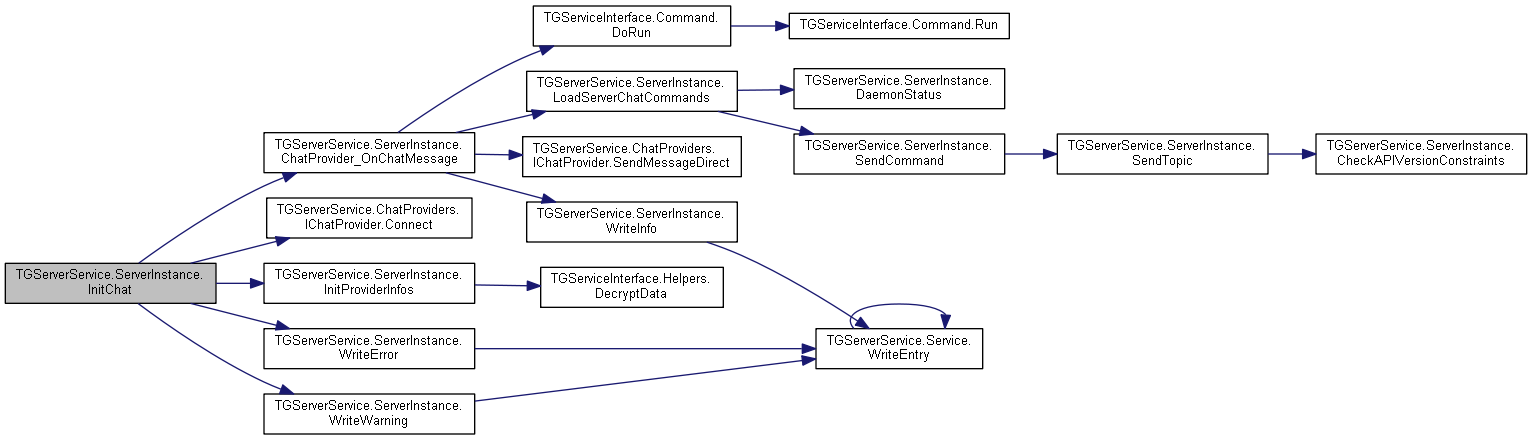 TGServerService.ServerInstance.
InitChat
TGServerService.ServerInstance.
ChatProvider_OnChatMessage
TGServerService.ChatProviders.
IChatProvider.Connect
TGServerService.ServerInstance.
InitProviderInfos
TGServerService.ServerInstance.
WriteError
TGServerService.ServerInstance.
WriteWarning
TGServiceInterface.Command.
DoRun
TGServerService.ServerInstance.
LoadServerChatCommands
TGServerService.ChatProviders.
IChatProvider.SendMessageDirect
TGServerService.ServerInstance.
WriteInfo
TGServiceInterface.Helpers.
DecryptData
TGServiceInterface.Command.Run
TGServerService.ServerInstance.
DaemonStatus
TGServerService.ServerInstance.
SendCommand
TGServerService.Service.
WriteEntry
TGServerService.ServerInstance.
SendTopic
TGServerService.ServerInstance.
CheckAPIVersionConstraints